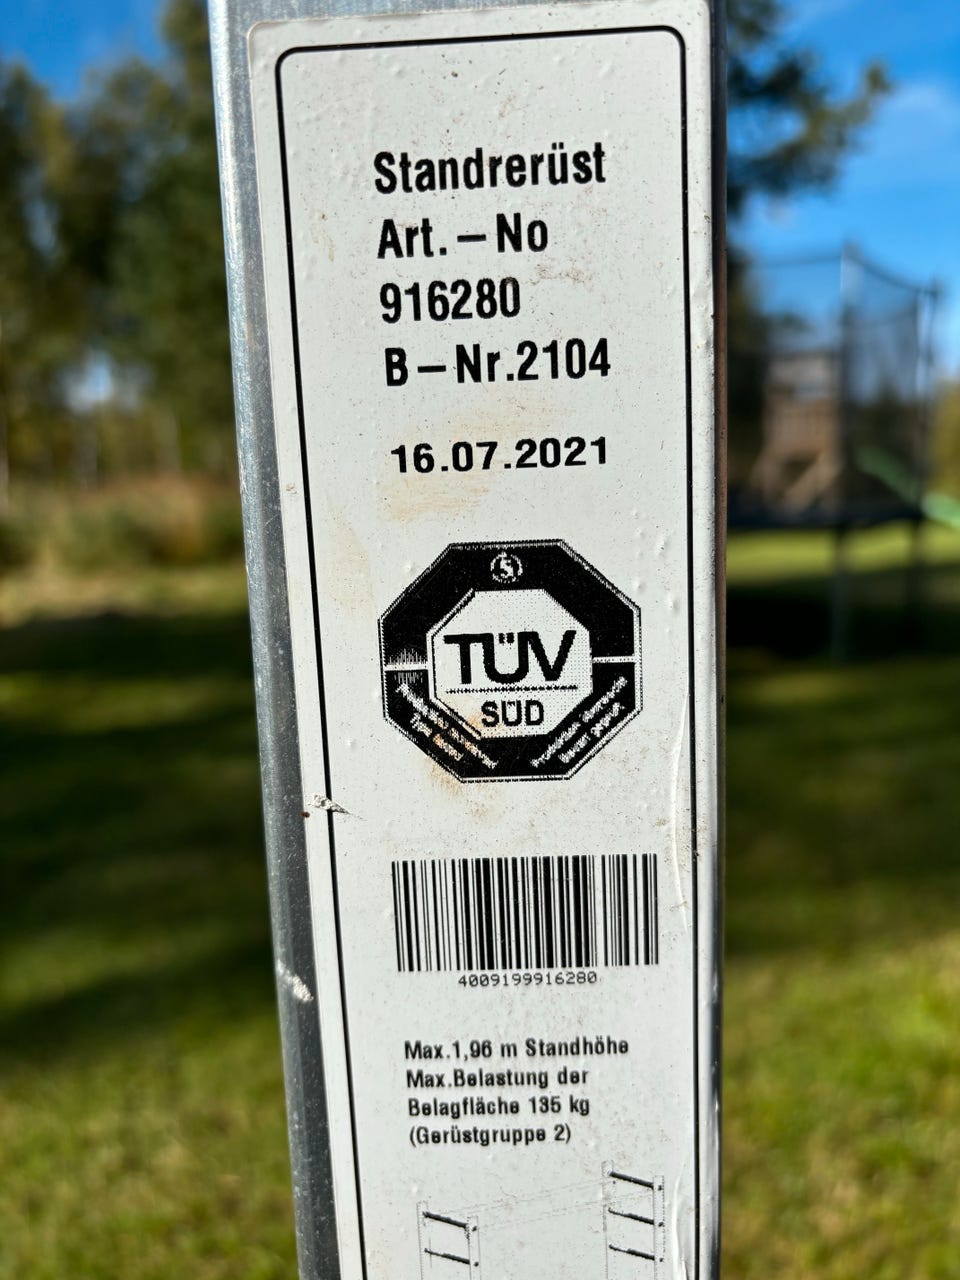 Standrerüst
Art. – No
916280
B – Nr.2104
16.07.2021
TÜV
SÜD
4009199916280
Max.1,96 m Standhöhe
Max.Belastung der
Belagfläche 135 kg
(Gerüstgruppe 2)